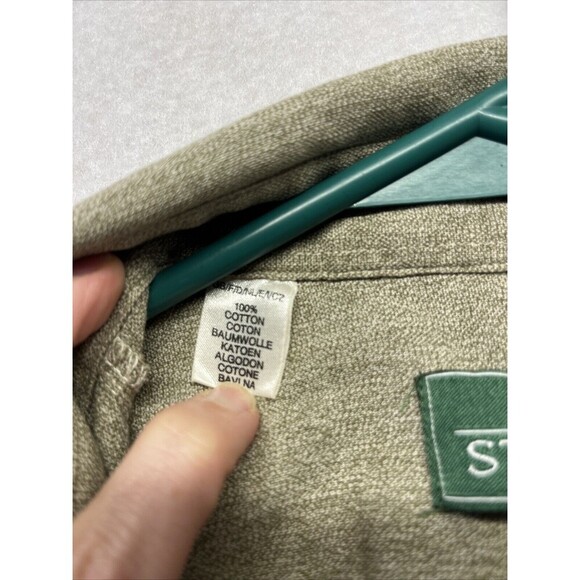 100%
COTTON
COTON
BAUMWOLLE
KATOEN
ALGODON
COTONE
BAVLNA
ST